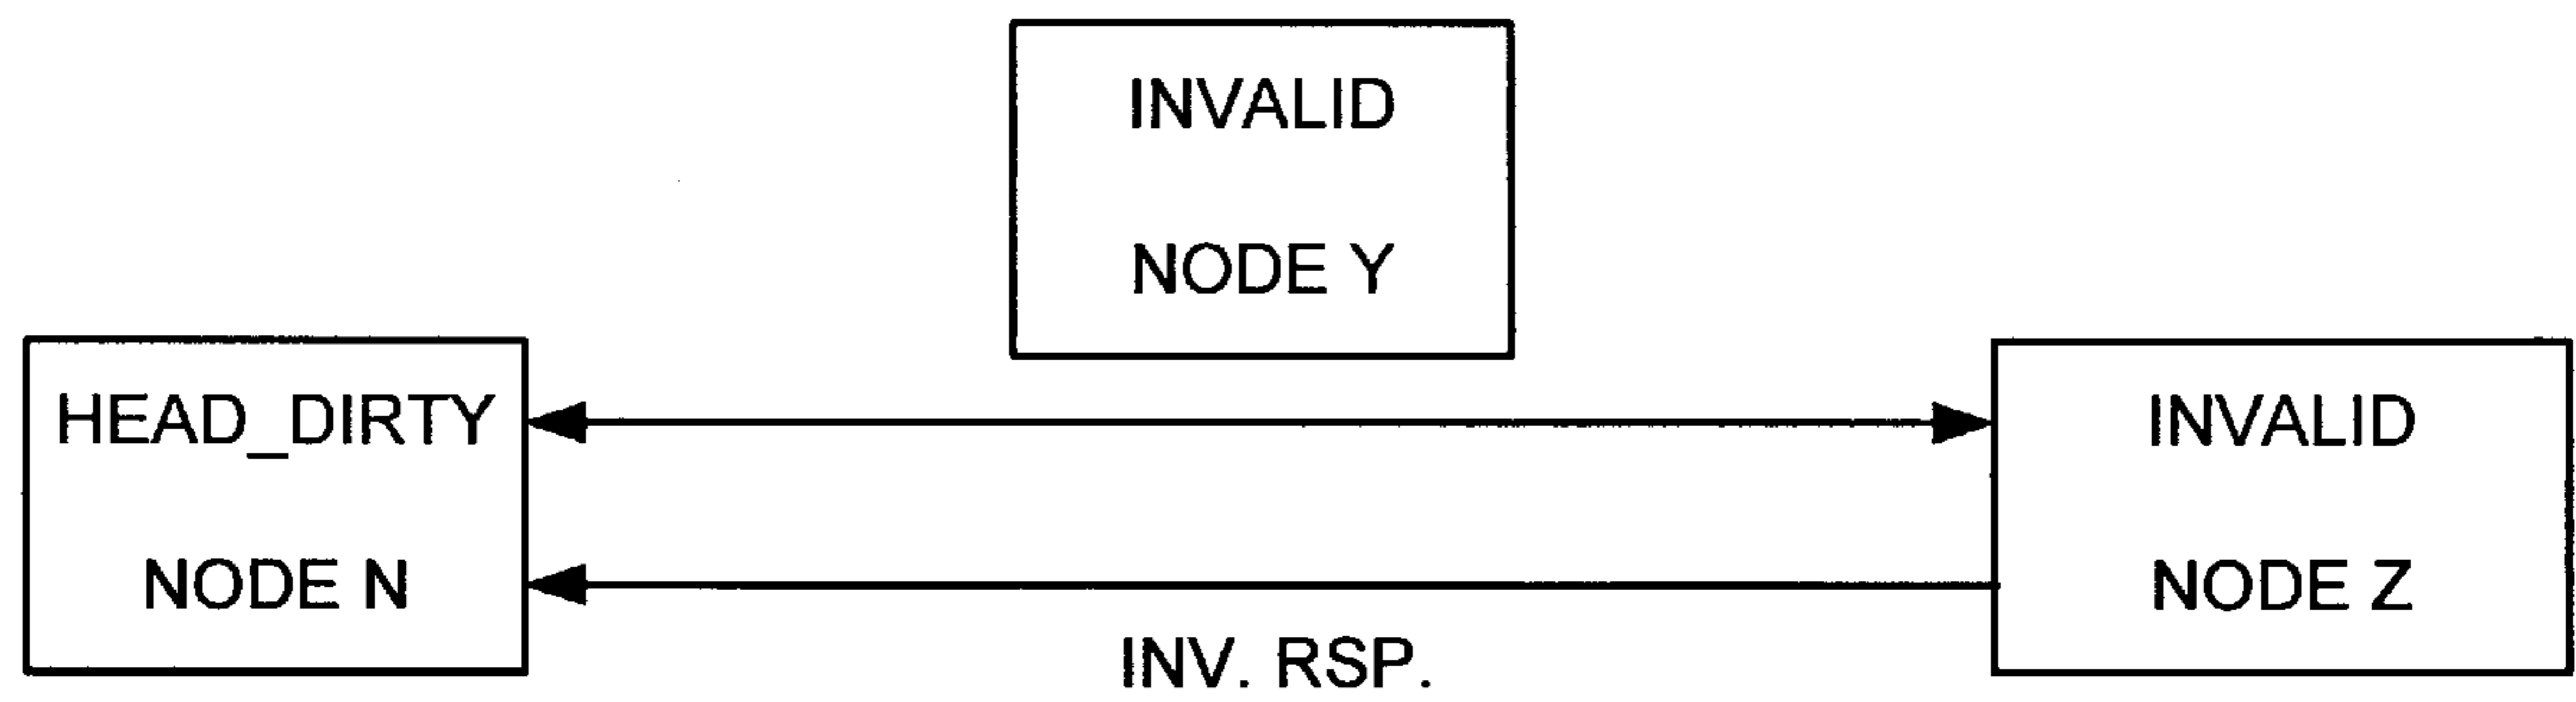 INVALID
NODE Y
HEAD_DIRTY
NODE N
INVALID
NODE Z
INV. RSP.